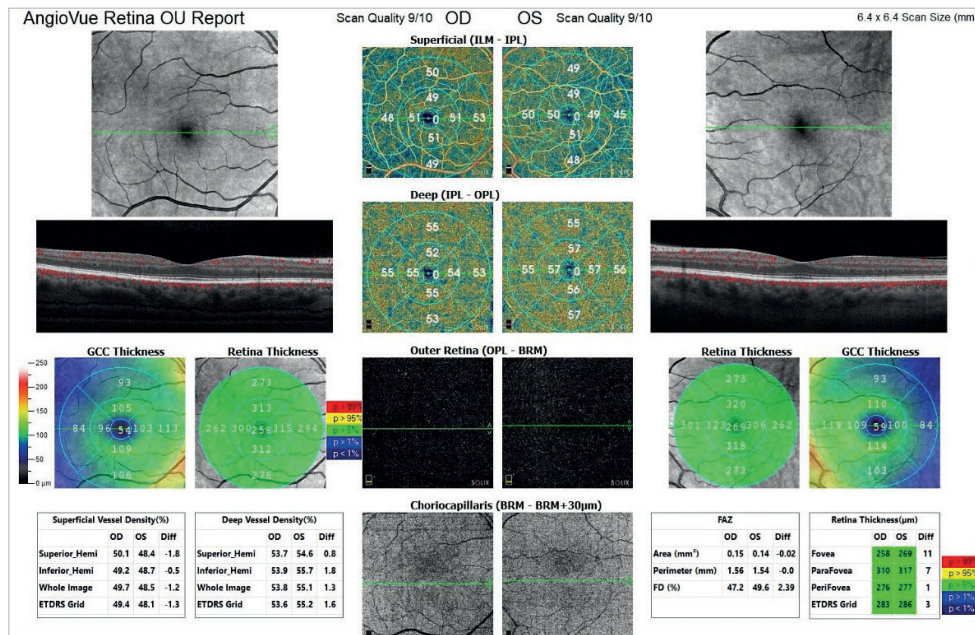 AngioVue Retina OU Report
Scan Quality 9/10 OD OS Scan Quality 9/10
6.4 x 6.4 Scan Size (mm
Superficial (ILM - IPL)
50
49
48 51 0 51 53
51
49
49
49
50 50 0 49 45
51
48
SOLIX
Deep (IPL - OPL)
55
52
55 55 0 54 53
55
53
55
57
55 57 0 57 56
56
57
SOLIX
GCC Thickness
250
200
150
100
50
0 µm
93
105
84 96 54 103 113
109
106
Retina Thickness
273
313
262 300 258 315 294
312
276
p > 99%
p > 95%
p > 5%
p > 1%
p < 1%
Outer Retina (OPL - BRM)
SOLIX
SOLIX
Retina Thickness
273
320
301 323 269 306 262
318
273
GCC Thickness
93
110
119 109 59 100 84
114
103
Choriocapillaris (BRM - BRM+30µm)
Superficial Vessel Density(%)
OD OS Diff
Superior_Hemi 50.1 48.4 -1.8
Inferior_Hemi 49.2 48.7 -0.5
Whole Image 49.7 48.5 -1.2
ETDRS Grid 49.4 48.1 -1.3
Deep Vessel Density(%)
OD OS Diff
Superior_Hemi 53.7 54.6 0.8
Inferior_Hemi 53.9 55.7 1.8
Whole Image 53.8 55.1 1.3
ETDRS Grid 53.6 55.2 1.6
FAZ
OD OS Diff
Area (mm²) 0.15 0.14 -0.02
Perimeter (mm) 1.56 1.54 -0.0
FD (%) 47.2 49.6 2.39
Retina Thickness(µm)
OD OS Diff
Fovea 258 269 11
ParaFovea 310 317 7
PeriFovea 276 277 1
ETDRS Grid 283 286 3
p > 95%
p > 1%
p < 1%